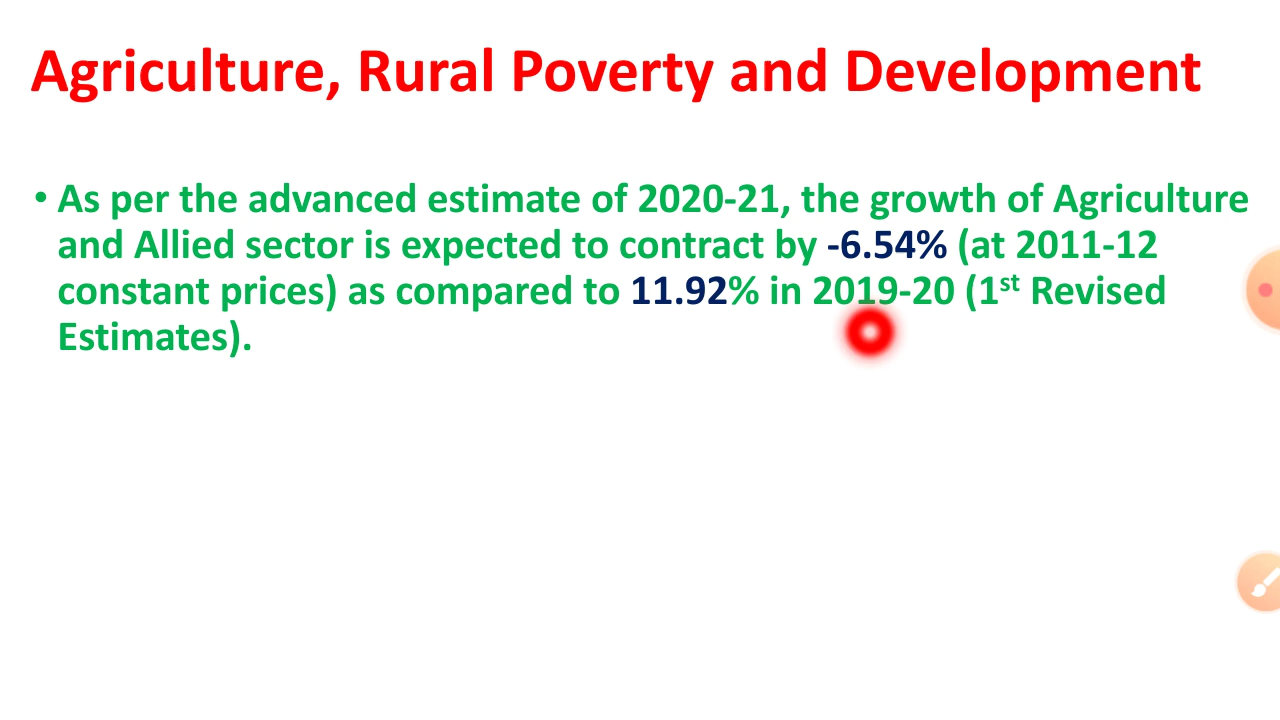 Agriculture, Rural Poverty and Development
• As per the advanced estimate of 2020-21, the growth of Agriculture
and Allied sector is expected to contract by -6.54% (at 2011-12
constant prices) as compared to 11.92% in 2019-20 (1st Revised
Estimates).